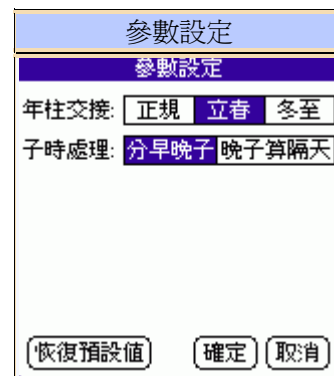 參數設定
參數設定
年柱交接: 正規 立春 冬至
子時處理: 分早晚子 晚子算隔天
恢復預設值 確定 取消